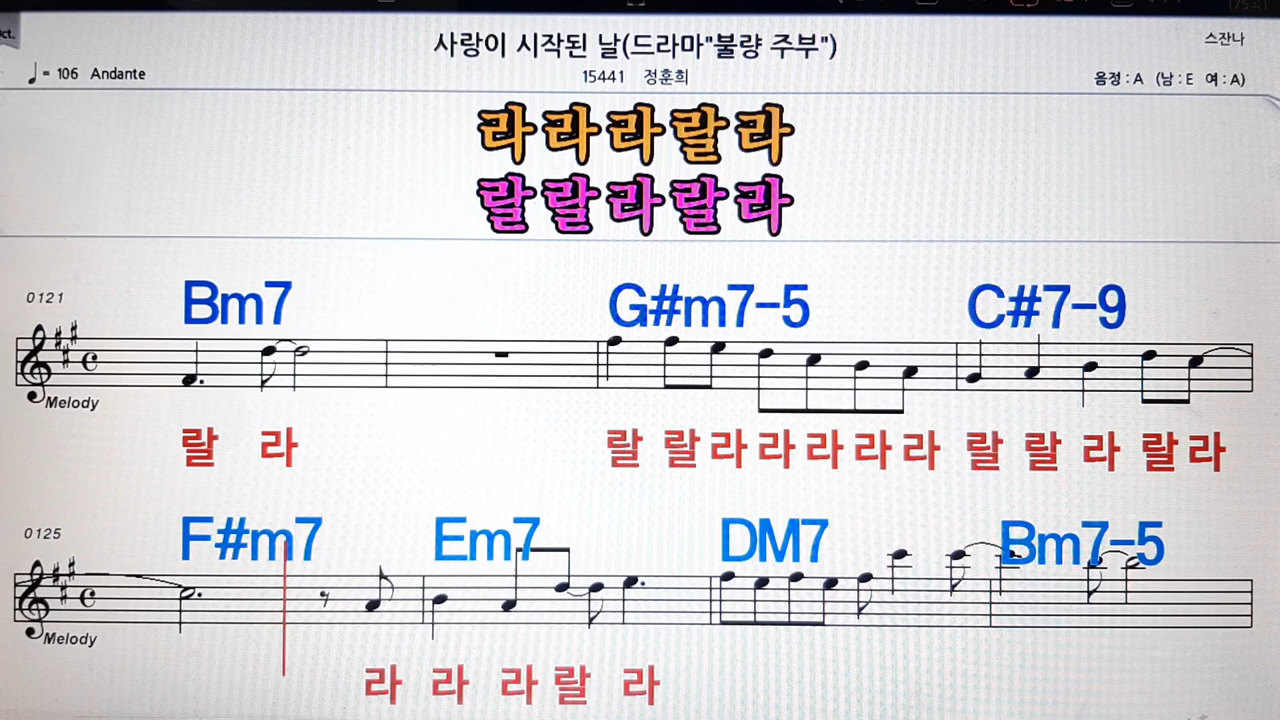 사랑이 시작된 날(드라마"불량 주부")
스잔나
♩= 106 Andante
15441 정훈희
음정 : A (남 : E 여 : A)
라라라랄라
랄랄라랄라
0121
Bm7 G#m7-5 C#7-9
Melody
랄 라 랄 랄 라 라 라 라 라 랄 랄 라 랄 라
0125
F#m7 Em7 DM7 Bm7-5
Melody
라 라 라 랄 라